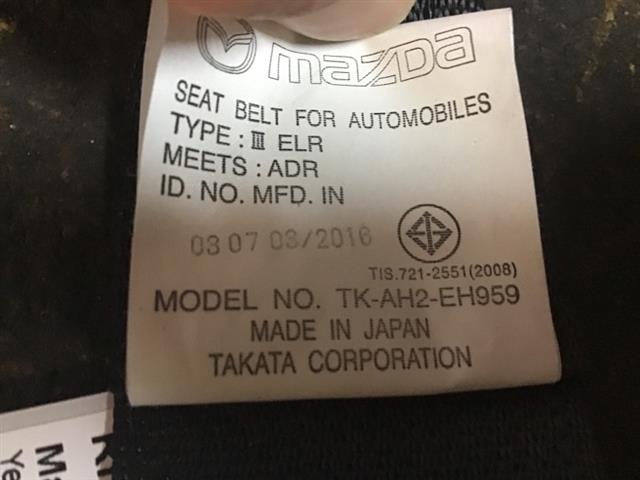 mazda
SEAT BELT FOR AUTOMOBILES
TYPE : III ELR
MEETS : ADR
ID. NO. MFD. IN
03 07 03/2016
TIS.721-2551(2008)
MODEL NO. TK-AH2-EH959
MADE IN JAPAN
TAKATA CORPORATION
Ye